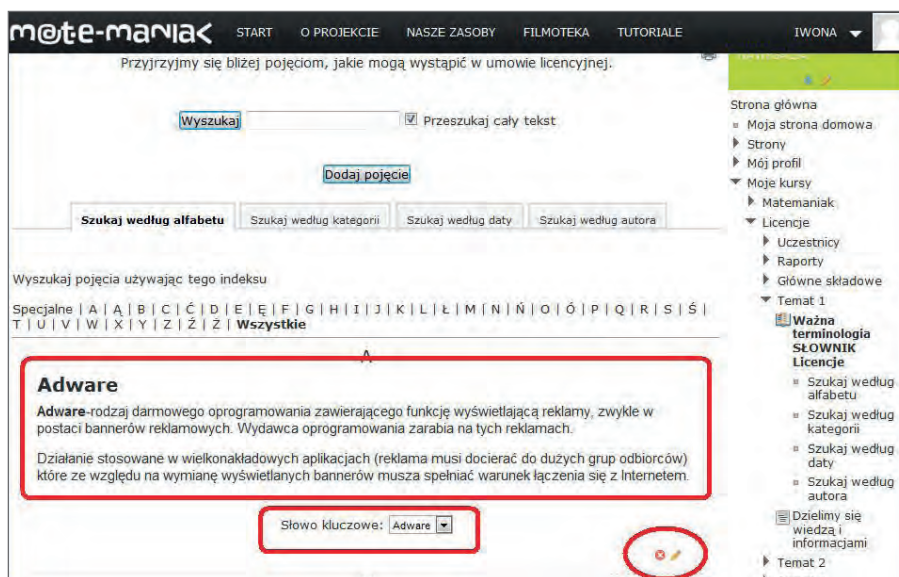 m@te-maniak START O PROJEKCIE NASZE ZASOBY FILMOTEKA TUTORIALE IWONA
Przyjrzyjmy się bliżej pojęciom, jakie mogą wystąpić w umowie licencyjnej.
Wyszukaj Przeszukaj cały tekst
Dodaj pojęcie
Szukaj według alfabetu Szukaj według kategorii Szukaj według daty Szukaj według autora
Wyszukaj pojęcia używając tego indeksu
Specjalne | A | Ą | B | C | Ć | D | E | Ę | F | G | H | I | J | K | L | Ł | M | N | Ń | O | Ó | P | Q | R | S | Ś |
T | U | V | W | X | Y | Z | Ź | Ż | Wszystkie
A
Adware
Adware-rodzaj darmowego oprogramowania zawierającego funkcję wyświetlającą reklamy, zwykle w
postaci bannerów reklamowych. Wydawca oprogramowania zarabia na tych reklamach.
Działanie stosowane w wielkonakładowych aplikacjach (reklama musi docierać do dużych grup odbiorców)
które ze względu na wymianę wyświetlanych bannerów musza spełniać warunek łączenia się z Internetem.
Słowo kluczowe: Adware
Strona główna
Moja strona domowa
Strony
Mój profil
Moje kursy
Matemaniak
Licencje
Uczestnicy
Raporty
Główne składowe
Temat 1
Ważna
terminologia
SŁOWNIK
Licencje
Szukaj według
alfabetu
Szukaj według
kategorii
Szukaj według
daty
Szukaj według
autora
Dzielimy się
wiedzą i
informacjami
Temat 2